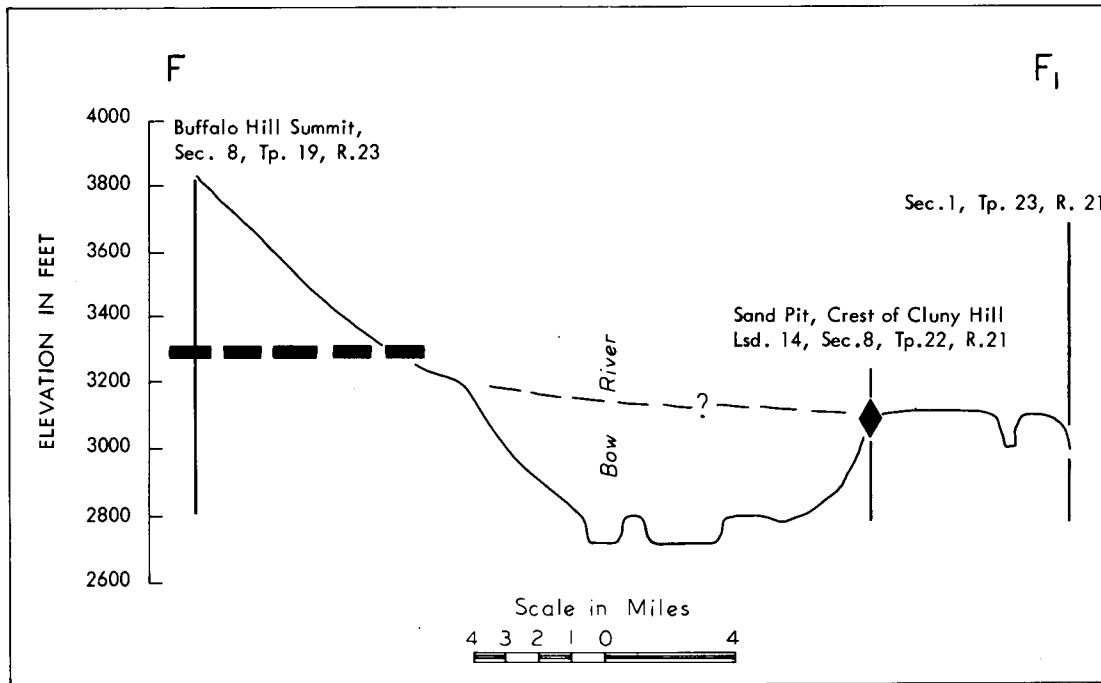 F
F1
4000
3800
3600
3400
3200
3000
2800
2600
ELEVATION IN FEET
Buffalo Hill Summit,
Sec. 8, Tp. 19, R.23
Sec.1, Tp. 23, R. 21
Sand Pit, Crest of Cluny Hill
Lsd. 14, Sec.8, Tp.22, R.21
Bow River
?
Scale in Miles
4 3 2 1 0 4